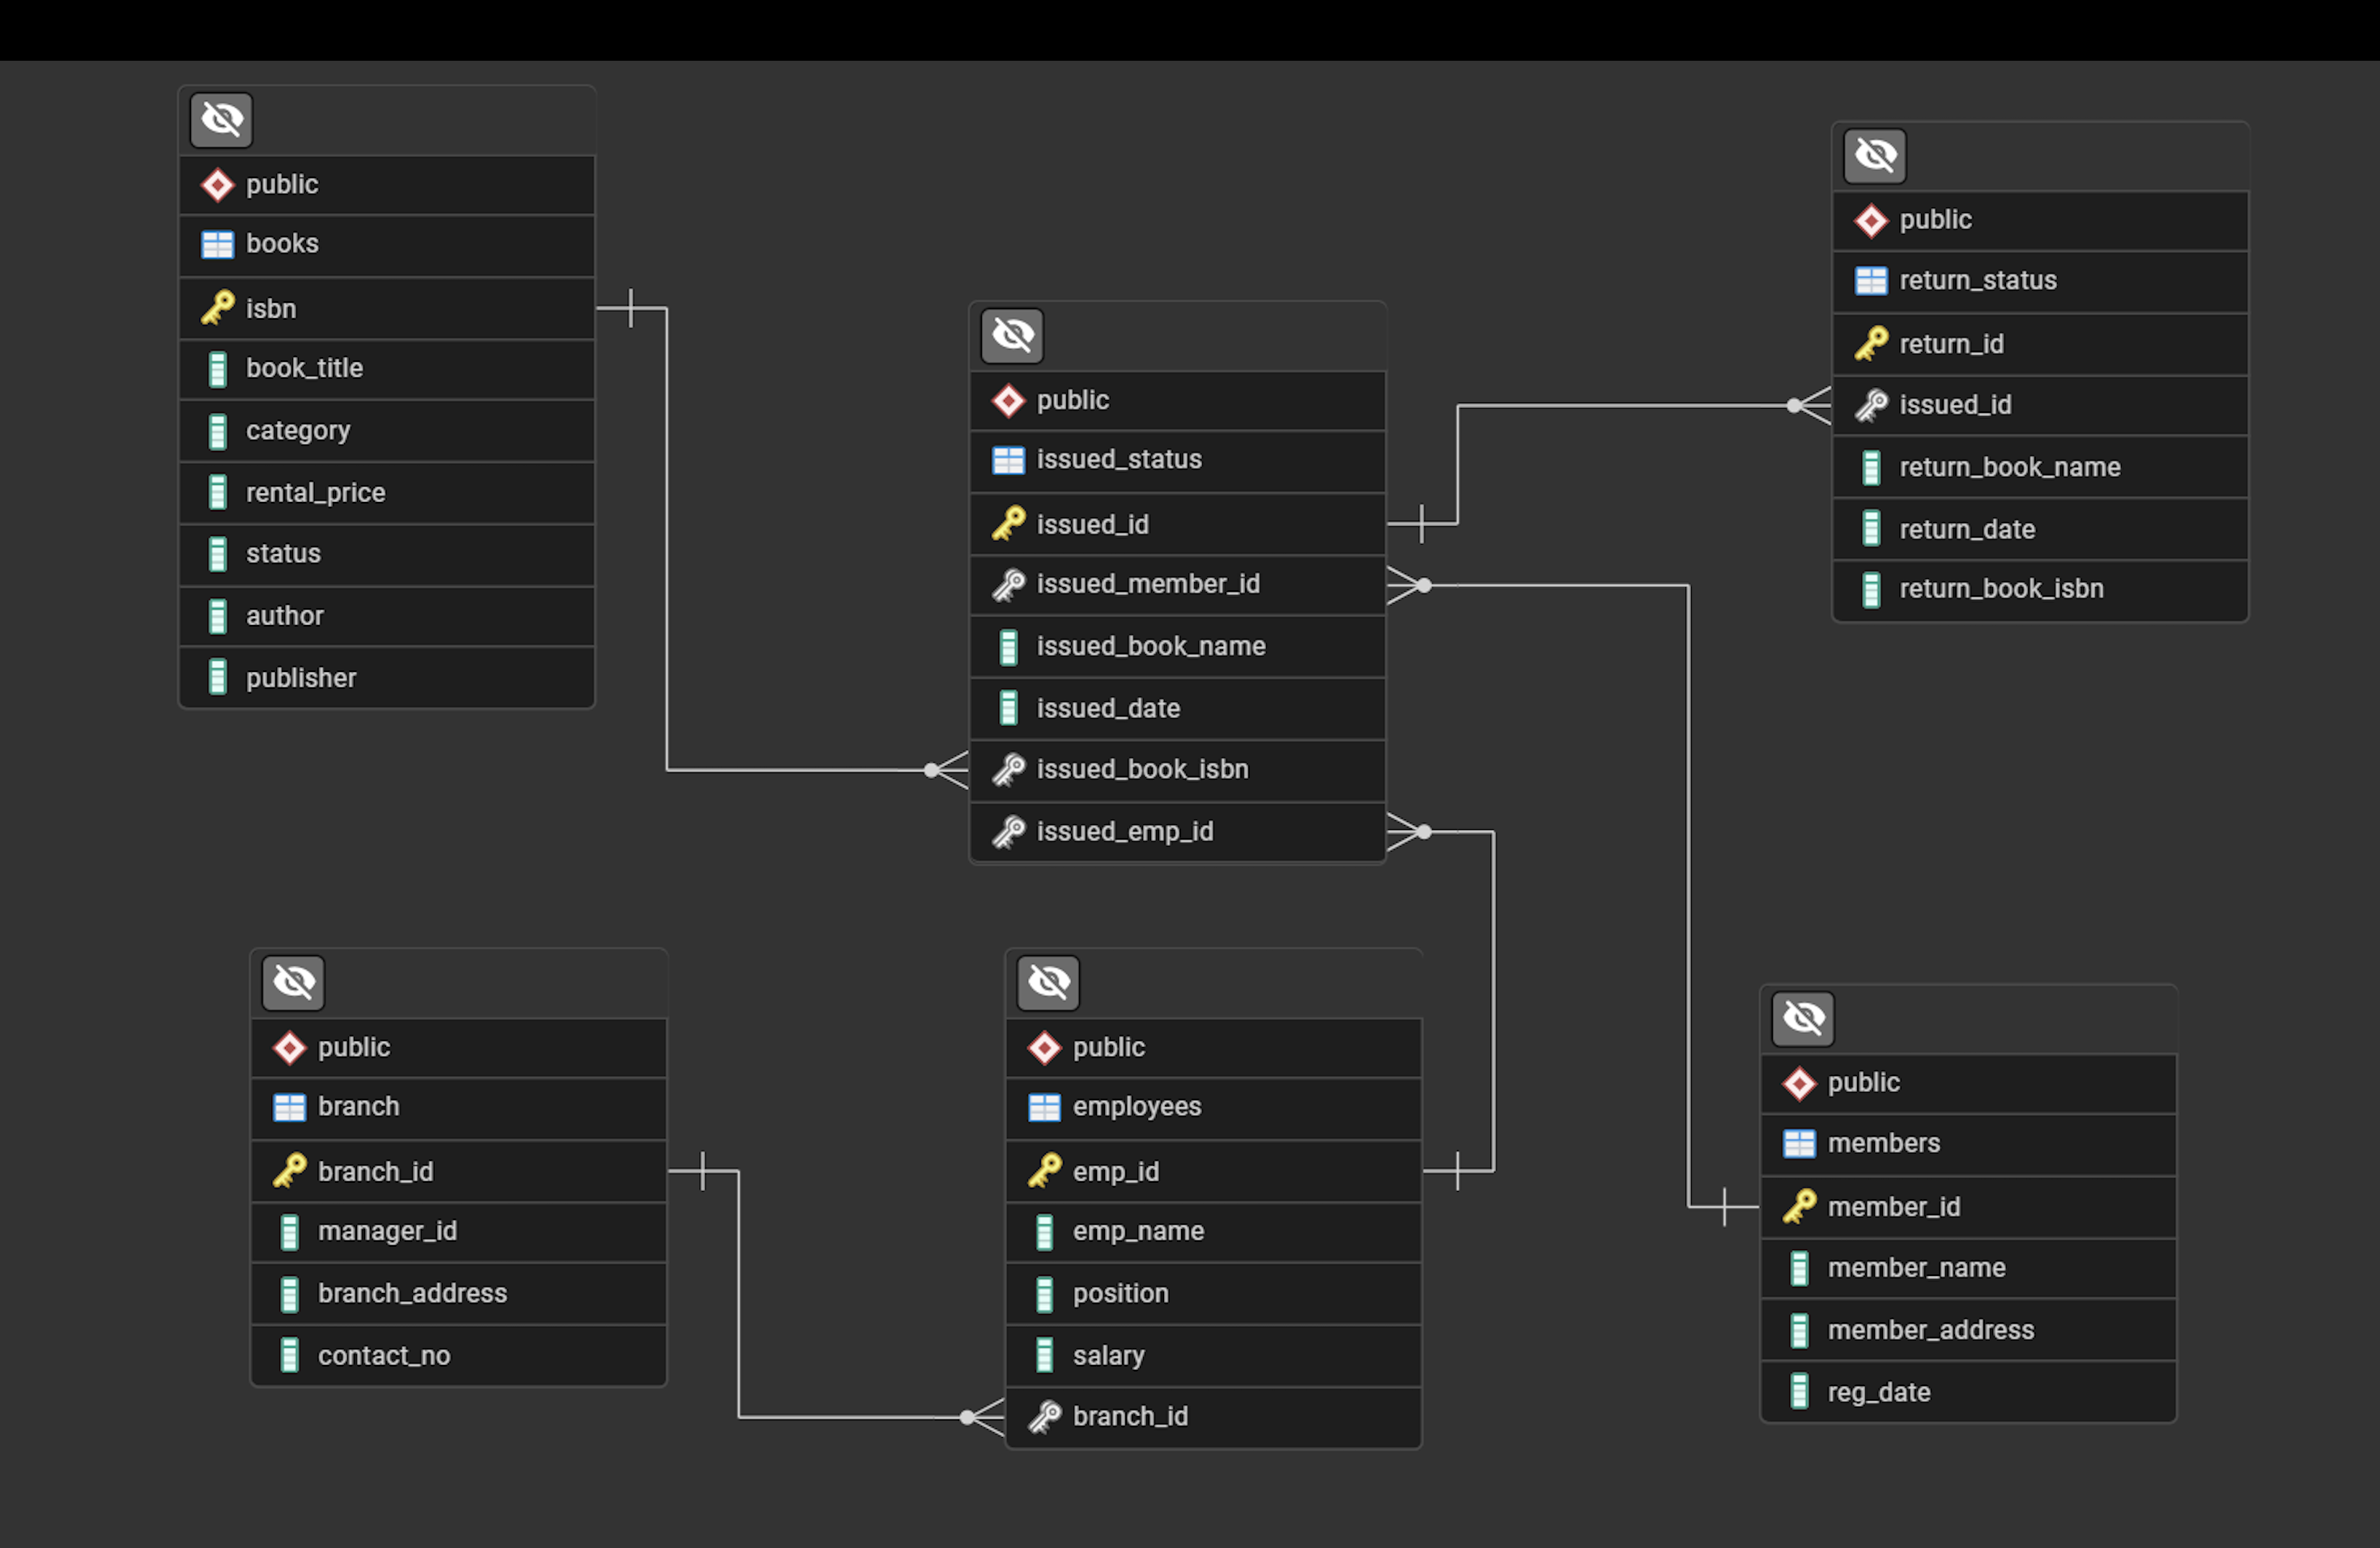 public
books
isbn
book_title
category
rental_price
status
author
publisher
public
issued_status
issued_id
issued_member_id
issued_book_name
issued_date
issued_book_isbn
issued_emp_id
public
return_status
return_id
issued_id
return_book_name
return_date
return_book_isbn
public
branch
branch_id
manager_id
branch_address
contact_no
public
employees
emp_id
emp_name
position
salary
branch_id
public
members
member_id
member_name
member_address
reg_date